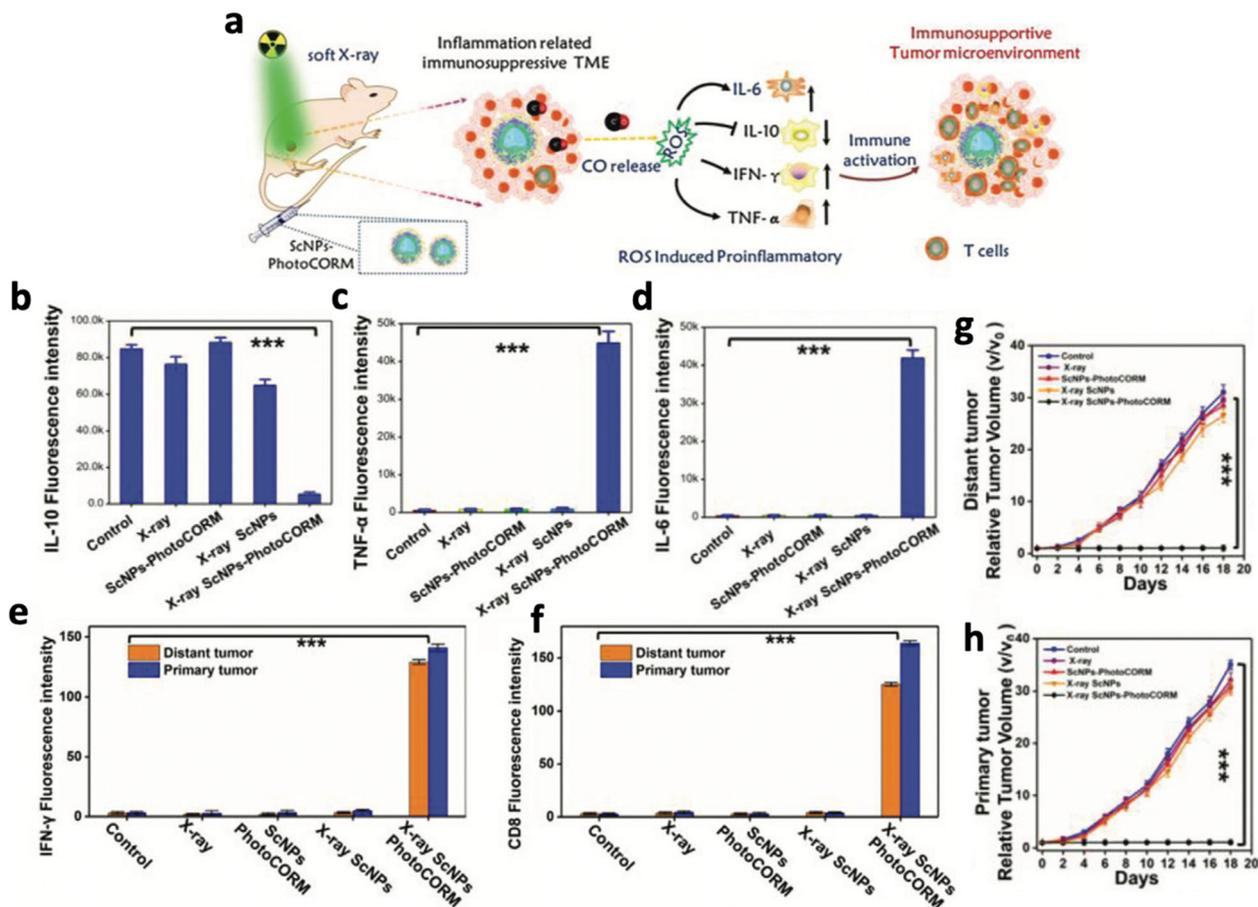 a
soft X-ray
Inflammation related
immunosuppressive TME
Immunosupportive
Tumor microenvironment
CO release
ROS
IL-6
IL-10
IFN-γ
TNF-α
Immune
activation
ScNPs-
PhotoCORM
ROS Induced Proinflammatory
T cells
b
IL-10 Fluorescence intensity
100.0k
80.0k
60.0k
40.0k
20.0k
0.0
***
Control
X-ray
ScNPs-PhotoCORM
X-ray ScNPs
X-ray ScNPs-PhotoCORM
c
TNF-α Fluorescence intensity
50k
40k
30k
20k
10k
0
***
Control
X-ray
ScNPs-PhotoCORM
X-ray ScNPs
X-ray ScNPs-PhotoCORM
d
IL-6 Fluorescence intensity
50k
40k
30k
20k
10k
0
***
Control
X-ray
ScNPs-PhotoCORM
X-ray ScNPs
X-ray ScNPs-PhotoCORM
g
Distant tumor
Relative Tumor Volume (v/v0)
40
30
20
10
0
Control
X-ray
ScNPs-PhotoCORM
X-ray ScNPs
X-ray ScNPs-PhotoCORM
***
0 2 4 6 8 10 12 14 16 18 20
Days
e
IFN-γ Fluorescence intensity
150
100
50
0
Distant tumor
Primary tumor
***
Control
X-ray
ScNPs
PhotoCORM
X-ray ScNPs
X-ray ScNPs
PhotoCORM
f
CD8 Fluorescence intensity
150
100
50
0
Distant tumor
Primary tumor
***
Control
X-ray
ScNPs
PhotoCORM
X-ray ScNPs
X-ray ScNPs
PhotoCORM
h
Primary tumor
Relative Tumor Volume (v/v0)
40
30
20
10
0
Control
X-ray
ScNPs-PhotoCORM
X-ray ScNPs
X-ray ScNPs-PhotoCORM
***
0 2 4 6 8 10 12 14 16 18 20
Days